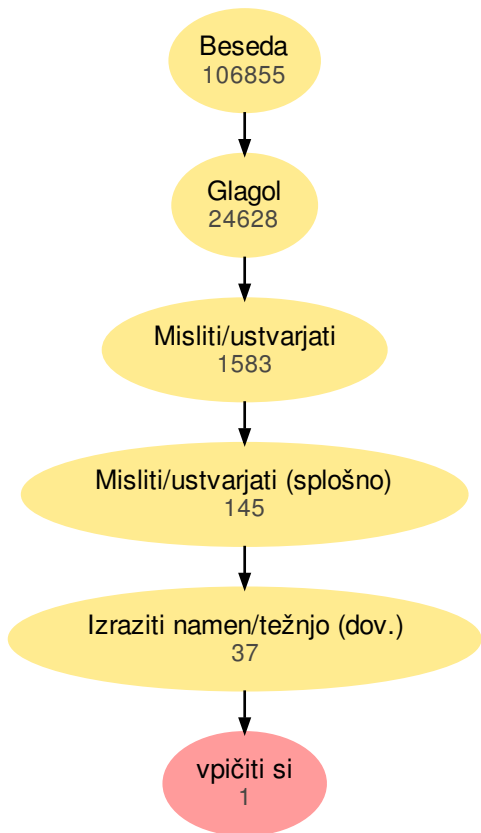 Beseda
106855
Glagol
24628
Misliti/ustvarjati
1583
Misliti/ustvarjati (splošno)
145
Izraziti namen/težnjo (dov.)
37
vpičiti si
1